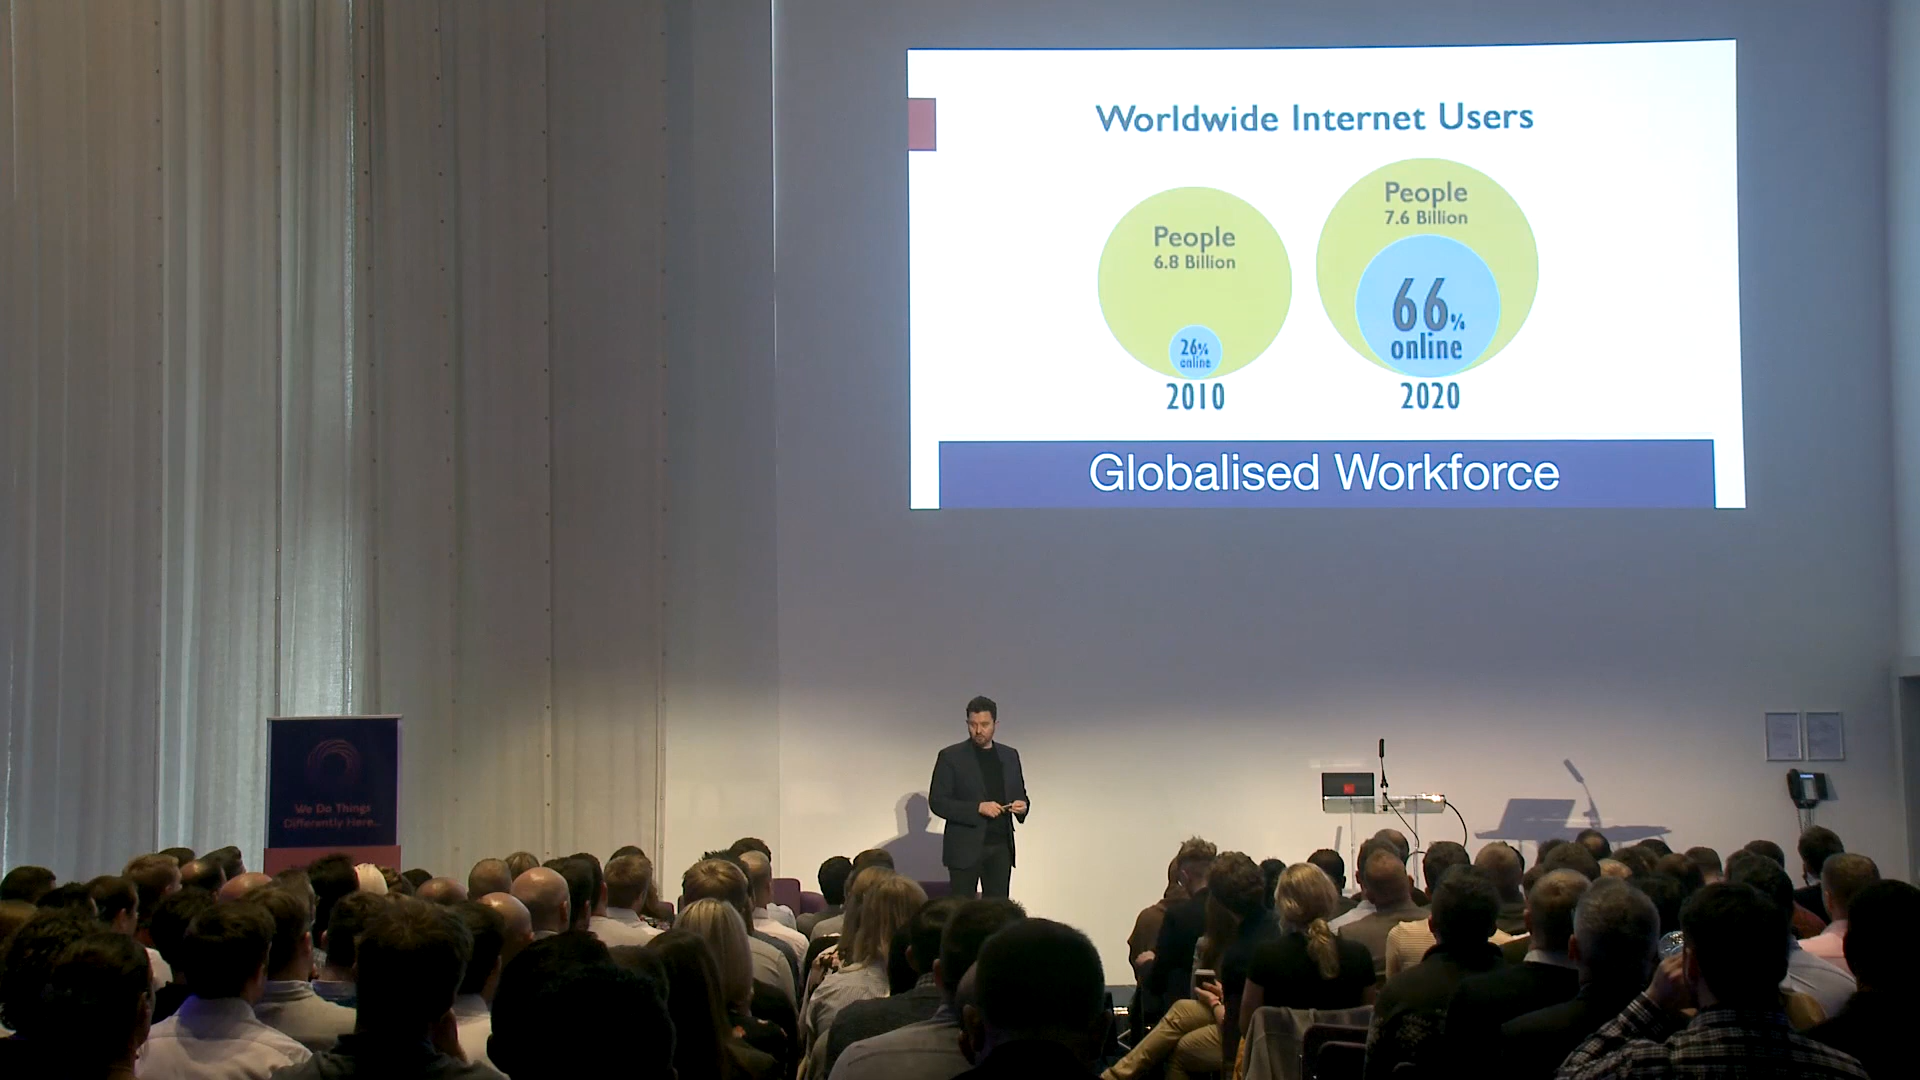 Worldwide Internet Users
People
6.8 Billion
26% online
2010
People
7.6 Billion
66% online
2020
Globalised Workforce
We Do Things
Differently Here...